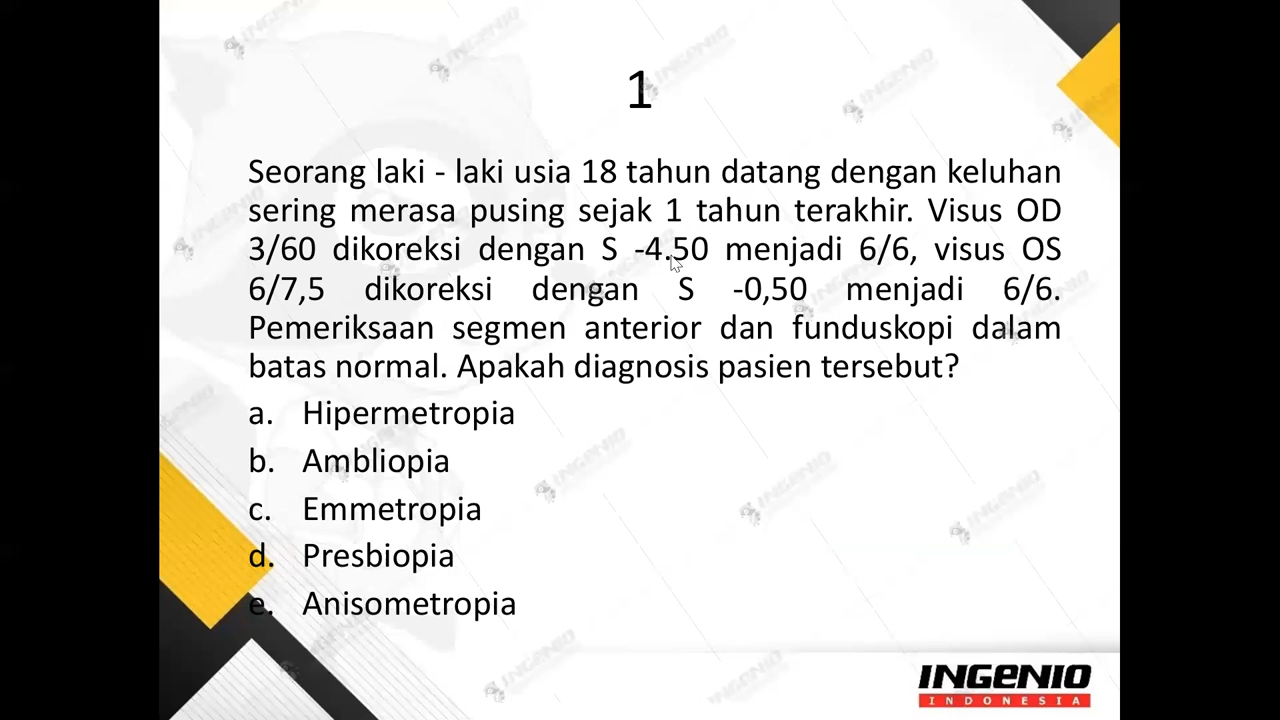 1
Seorang laki - laki usia 18 tahun datang dengan keluhan
sering merasa pusing sejak 1 tahun terakhir. Visus OD
3/60 dikoreksi dengan S -4.50 menjadi 6/6, visus OS
6/7,5 dikoreksi dengan S -0,50 menjadi 6/6.
Pemeriksaan segmen anterior dan funduskopi dalam
batas normal. Apakah diagnosis pasien tersebut?
a. Hipermetropia
b. Ambliopia
c. Emmetropia
d. Presbiopia
e. Anisometropia
INGENIO
INDONESIA